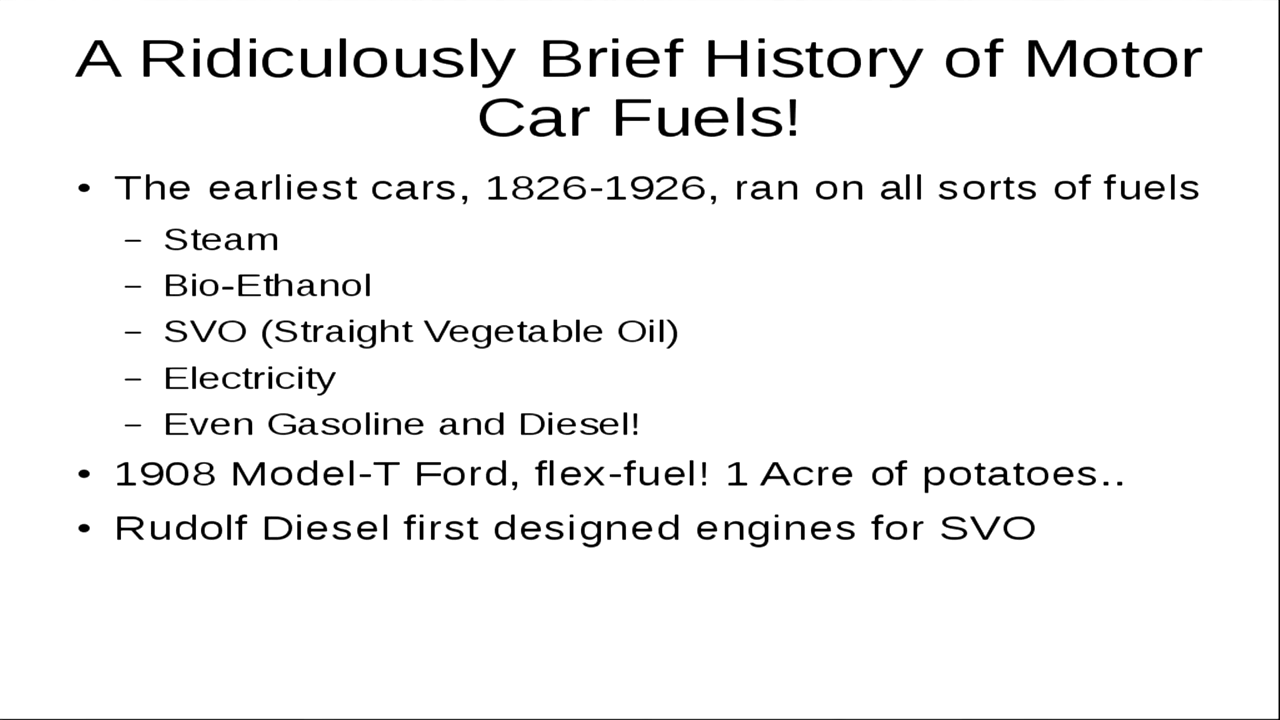 A Ridiculously Brief History of Motor
Car Fuels!
• The earliest cars, 1826-1926, ran on all sorts of fuels
– Steam
– Bio-Ethanol
– SVO (Straight Vegetable Oil)
– Electricity
– Even Gasoline and Diesel!
• 1908 Model-T Ford, flex-fuel! 1 Acre of potatoes..
• Rudolf Diesel first designed engines for SVO